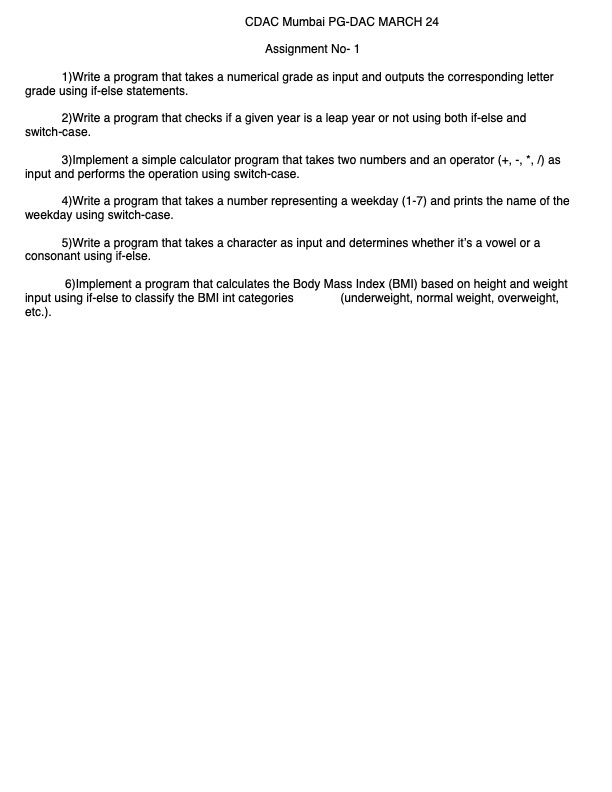 CDAC Mumbai PG-DAC MARCH 24
Assignment No- 1
1)Write a program that takes a numerical grade as input and outputs the corresponding letter
grade using if-else statements.
2)Write a program that checks if a given year is a leap year or not using both if-else and
switch-case.
3)Implement a simple calculator program that takes two numbers and an operator (+, -, *, /) as
input and performs the operation using switch-case.
4)Write a program that takes a number representing a weekday (1-7) and prints the name of the
weekday using switch-case.
5)Write a program that takes a character as input and determines whether it’s a vowel or a
consonant using if-else.
6)Implement a program that calculates the Body Mass Index (BMI) based on height and weight
input using if-else to classify the BMI int categories (underweight, normal weight, overweight,
etc.).